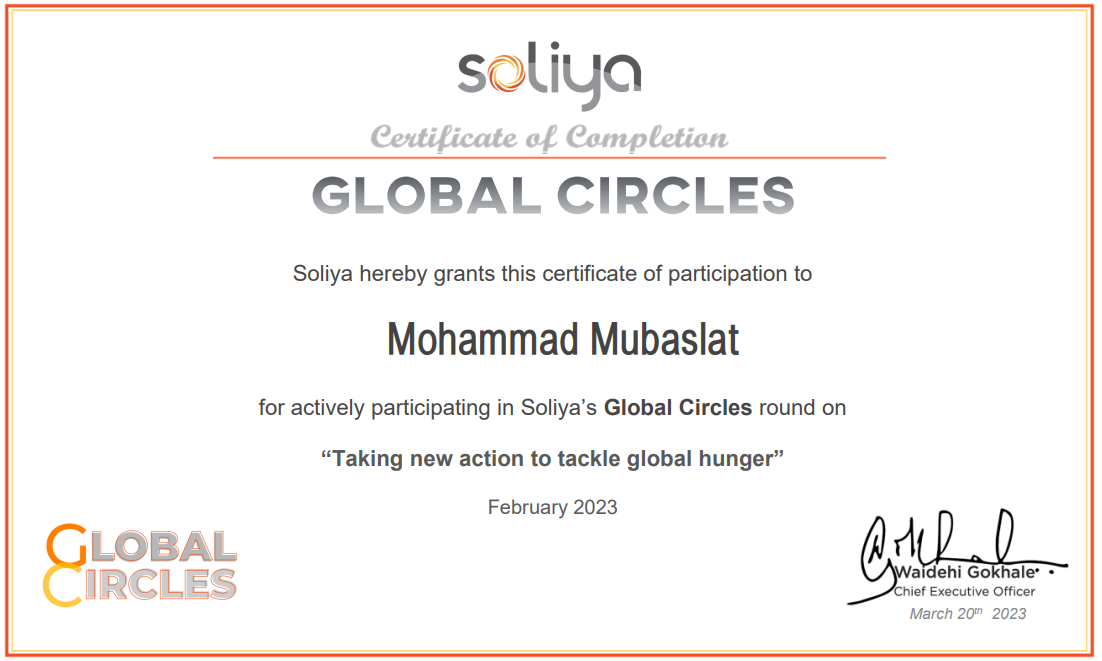 soliya
Certificate of Completion
GLOBAL CIRCLES
Soliya hereby grants this certificate of participation to
Mohammad Mubaslat
for actively participating in Soliya’s Global Circles round on
“Taking new action to tackle global hunger”
February 2023
GLOBAL
CIRCLES
Waidehi Gokhale
Chief Executive Officer
March 20th 2023